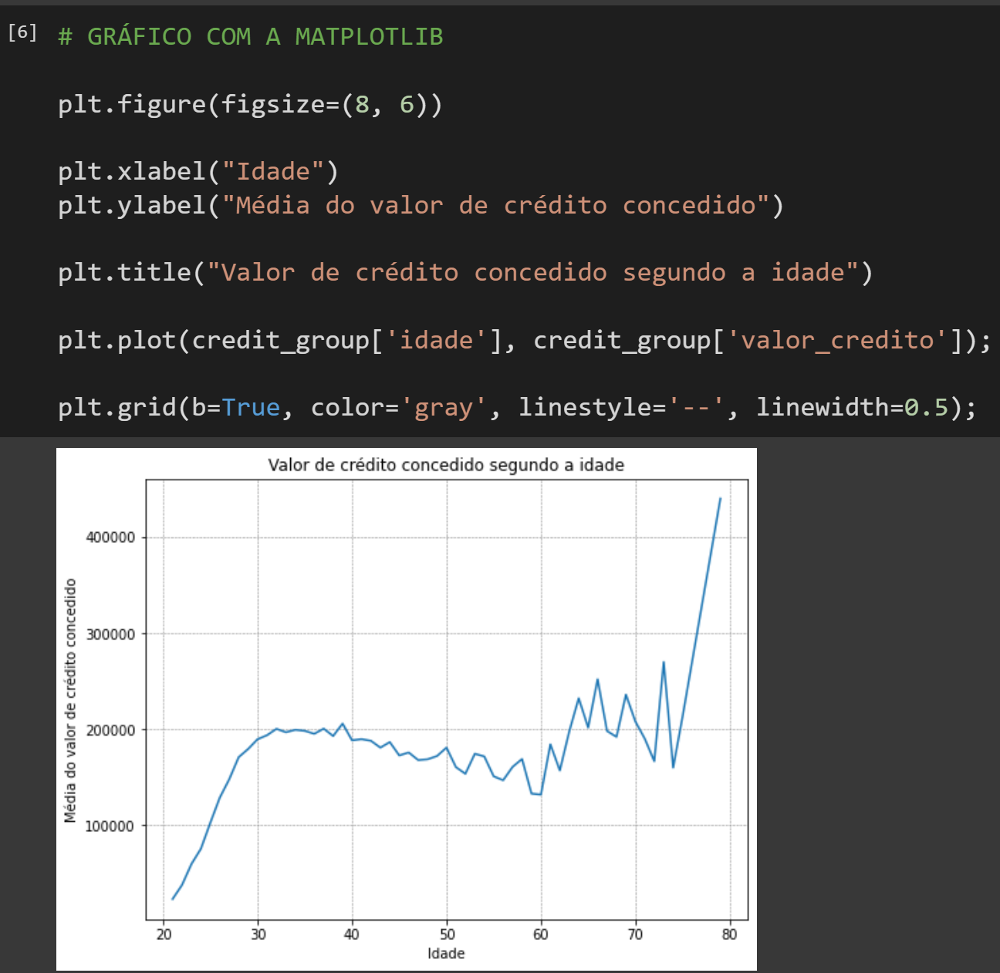 [6] # GRÁFICO COM A MATPLOTLIB
plt.figure(figsize=(8, 6))
plt.xlabel("Idade")
plt.ylabel("Média do valor de crédito concedido")
plt.title("Valor de crédito concedido segundo a idade")
plt.plot(credit_group['idade'], credit_group['valor_credito']);
plt.grid(b=True, color='gray', linestyle='--', linewidth=0.5);
Valor de crédito concedido segundo a idade
Média do valor de crédito concedido
400000
300000
200000
100000
20 30 40 50 60 70 80
Idade